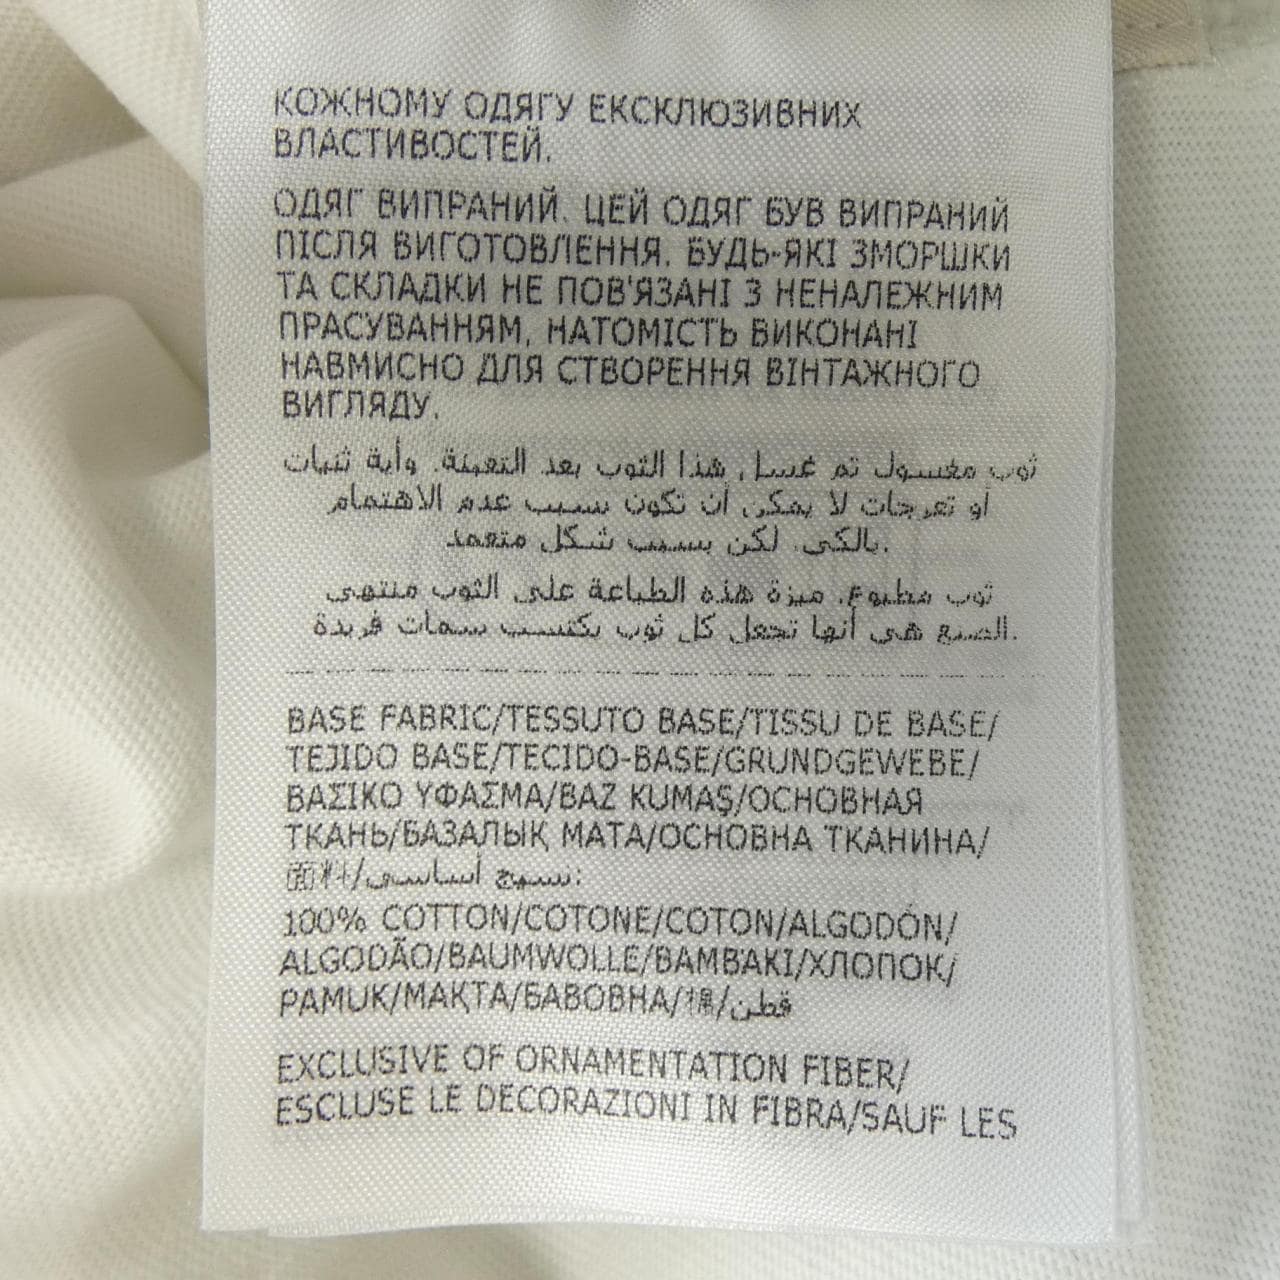 КОЖНОМУ ОДЯГУ ЕКСКЛЮЗИВНИХ
ВЛАСТИВОСТЕЙ.
ОДЯГ ВИПРАНИЙ. ЦЕЙ ОДЯГ БУВ ВИПРАНИЙ
ПІСЛЯ ВИГОТОВЛЕННЯ. БУДЬ-ЯКІ ЗМОРШКИ
ТА СКЛАДКИ НЕ ПОВ'ЯЗАНІ З НЕНАЛЕЖНИМ
ПРАСУВАННЯМ, НАТОМІСТЬ ВИКОНАНІ
НАВМИСНО ДЛЯ СТВОРЕННЯ ВІНТАЖНОГО
ВИГЛЯДУ.
ثوب مغسول تم غسل هذا الثوب بعد التعبئة. وأية ثنيات
أو تعرجات لا يمكن أن تكون بسبب عدم الاهتمام
بالكي. لكن بسبب شكل متعمد.
ثوب مطبوع. ميزة هذه الطباعة على الثوب منتهى
الصنع هي أنها تجعل كل ثوب يكتسب سمات فريدة.
BASE FABRIC/TESSUTO BASE/TISSU DE BASE/
TEJIDO BASE/TECIDO-BASE/GRUNDGEWEBE/
ΒΑΣΙΚΟ ΥΦΑΣΜΑ/BAZ KUMAŞ/ОСНОВНАЯ
ТКАНЬ/БАЗАЛЫҚ МАТА/ОСНОВНА ТКАНИНА/
面料/نسيج أساسي:
100% COTTON/COTONE/COTON/ALGODÓN/
ALGODÃO/BAUMWOLLE/ΒΑΜΒΑΚΙ/ХЛОПОК/
PAMUK/МАҚТА/БАВОВНА/棉/قطن
EXCLUSIVE OF ORNAMENTATION FIBER/
ESCLUSE LE DECORAZIONI IN FIBRA/SAUF LES